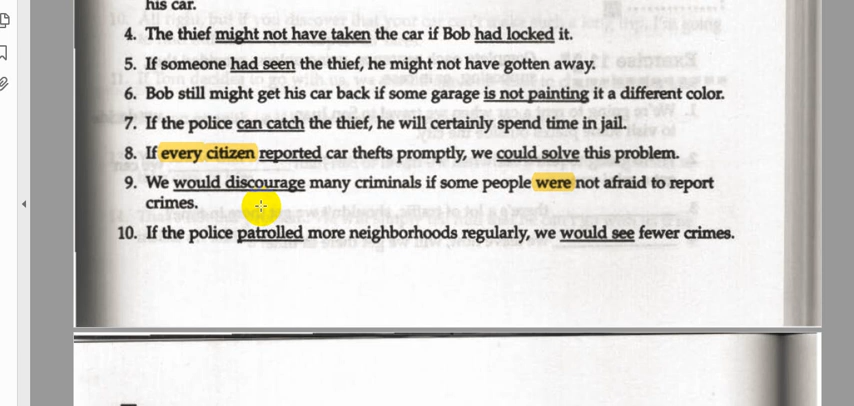 his car.
4. The thief might not have taken the car if Bob had locked it.
5. If someone had seen the thief, he might not have gotten away.
6. Bob still might get his car back if some garage is not painting it a different color.
7. If the police can catch the thief, he will certainly spend time in jail.
8. If every citizen reported car thefts promptly, we could solve this problem.
9. We would discourage many criminals if some people were not afraid to report
crimes.
10. If the police patrolled more neighborhoods regularly, we would see fewer crimes.